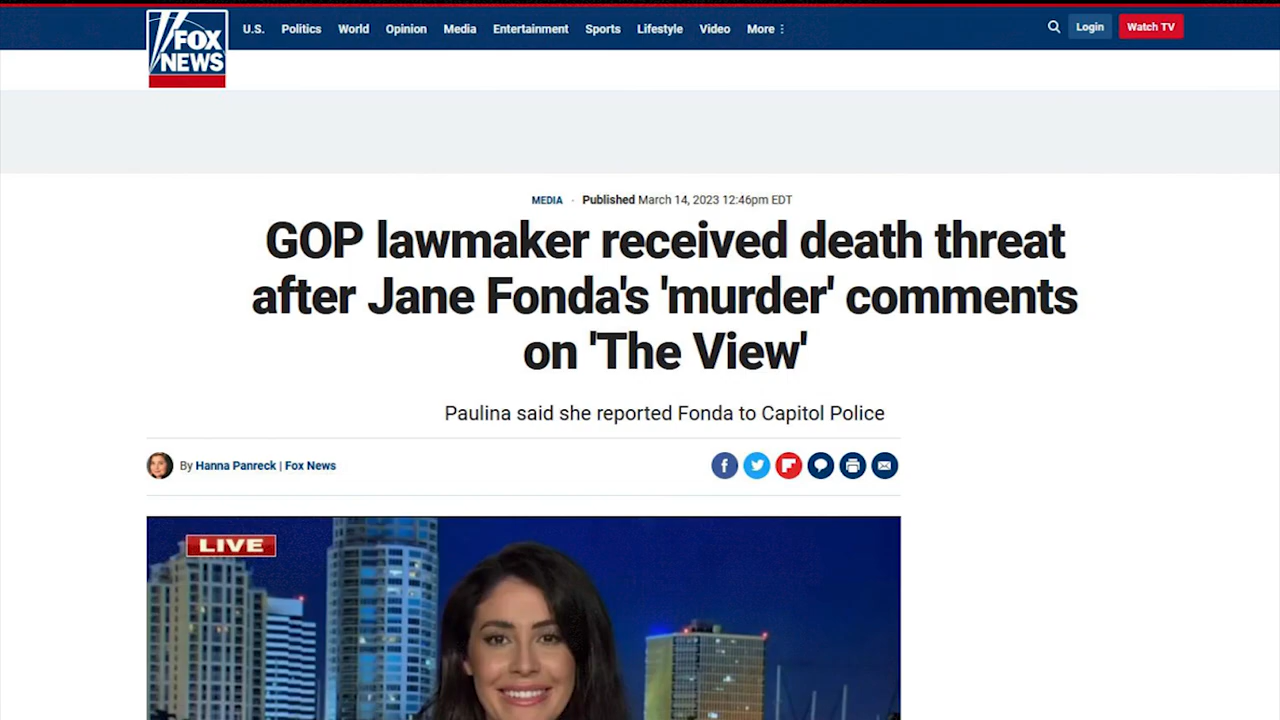 FOX
NEWS
U.S. Politics World Opinion Media Entertainment Sports Lifestyle Video More Login Watch TV
MEDIA · Published March 14, 2023 12:46pm EDT
GOP lawmaker received death threat
after Jane Fonda's 'murder' comments
on 'The View'
Paulina said she reported Fonda to Capitol Police
By Hanna Panreck | Fox News
LIVE